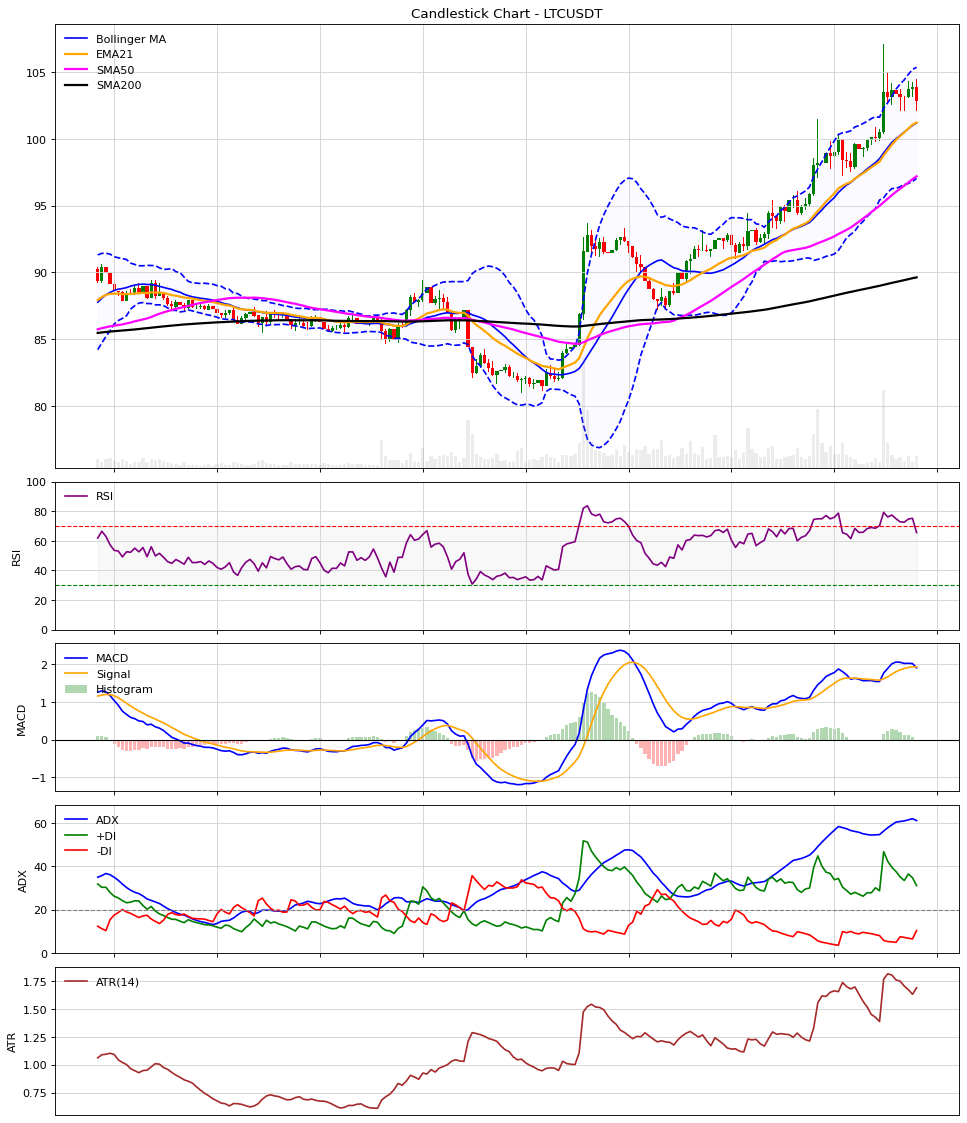 Candlestick Chart - LTCUSDT
Bollinger MA
EMA21
SMA50
SMA200
105
100
95
90
85
80
RSI
RSI
100
80
60
40
20
0
MACD
Signal
Histogram
MACD
2
1
0
−1
ADX
+DI
-DI
ADX
60
40
20
0
ATR(14)
ATR
1.75
1.50
1.25
1.00
0.75